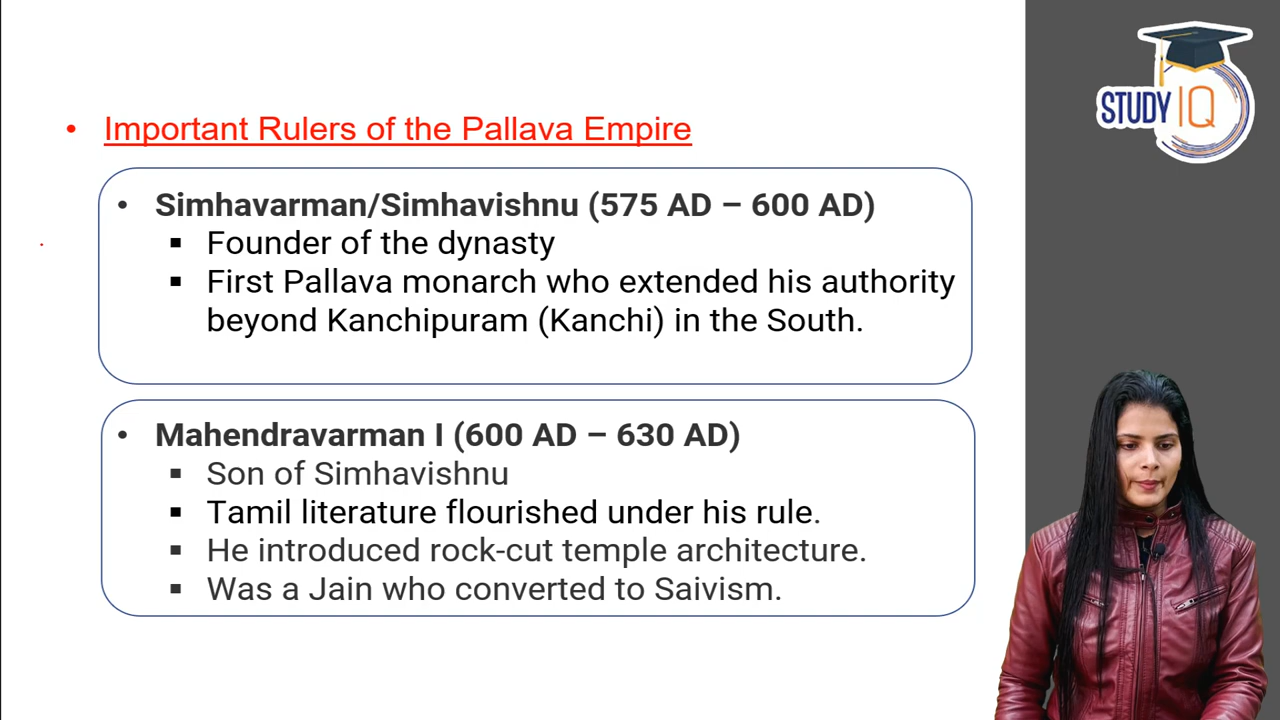 STUDY IQ
• Important Rulers of the Pallava Empire
• Simhavarman/Simhavishnu (575 AD – 600 AD)
▪ Founder of the dynasty
▪ First Pallava monarch who extended his authority
beyond Kanchipuram (Kanchi) in the South.
• Mahendravarman I (600 AD – 630 AD)
▪ Son of Simhavishnu
▪ Tamil literature flourished under his rule.
▪ He introduced rock-cut temple architecture.
▪ Was a Jain who converted to Saivism.